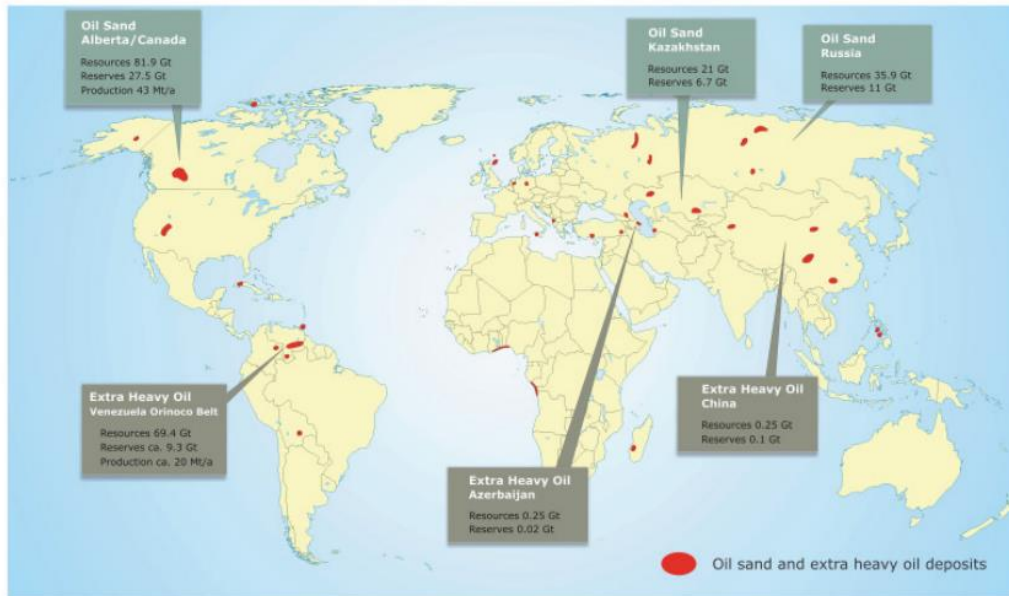 Oil Sand
Alberta/Canada
Resources 81.9 Gt
Reserves 27.5 Gt
Production 43 Mt/a
Oil Sand
Kazakhstan
Resources 21 Gt
Reserves 6.7 Gt
Oil Sand
Russia
Resources 35.9 Gt
Reserves 11 Gt
Extra Heavy Oil
Venezuela Orinoco Belt
Resources 69.4 Gt
Reserves ca. 9.3 Gt
Production ca. 20 Mt/a
Extra Heavy Oil
Azerbaijan
Resources 0.25 Gt
Reserves 0.02 Gt
Extra Heavy Oil
China
Resources 0.25 Gt
Reserves 0.1 Gt
Oil sand and extra heavy oil deposits